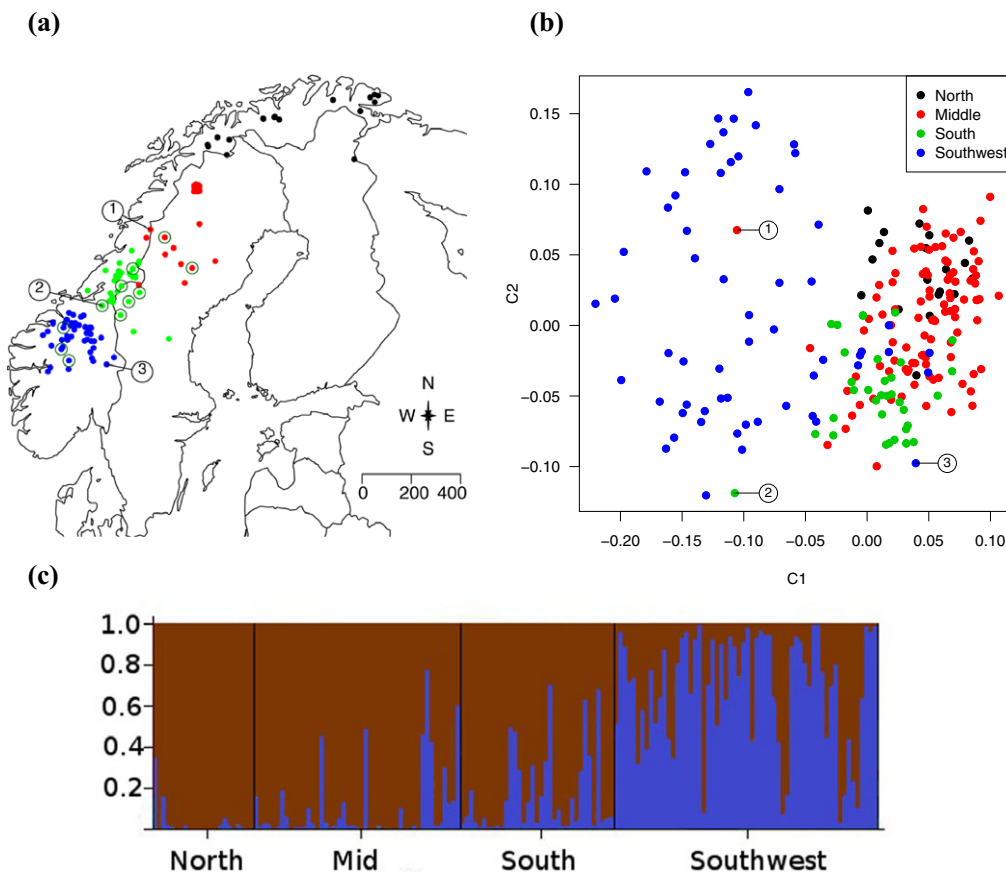 (a)
(b)
1
2
3
N
W E
S
0 200 400
North
Middle
South
Southwest
0.15
0.10
0.05
0.00
−0.05
−0.10
C2
1
2
3
−0.20 −0.15 −0.10 −0.05 0.00 0.05 0.10
C1
(c)
1.0
0.8
0.6
0.4
0.2
North Mid South Southwest